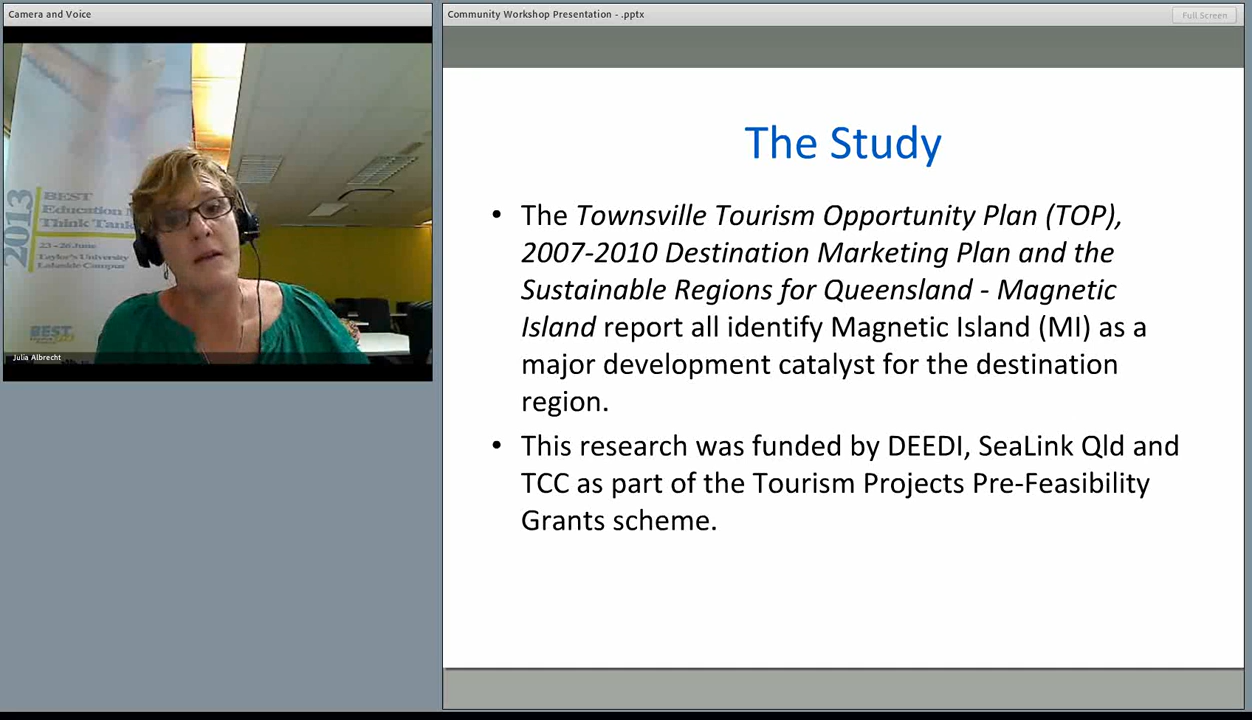 Camera and Voice
2013
BEST
Education
Think Tank
23 - 26 June
Taylor's University
Lakeside Campus
BEST
Julia Albrecht
Community Workshop Presentation - .pptx
Full Screen
The Study
• The Townsville Tourism Opportunity Plan (TOP),
2007-2010 Destination Marketing Plan and the
Sustainable Regions for Queensland - Magnetic
Island report all identify Magnetic Island (MI) as a
major development catalyst for the destination
region.
• This research was funded by DEEDI, SeaLink Qld and
TCC as part of the Tourism Projects Pre-Feasibility
Grants scheme.